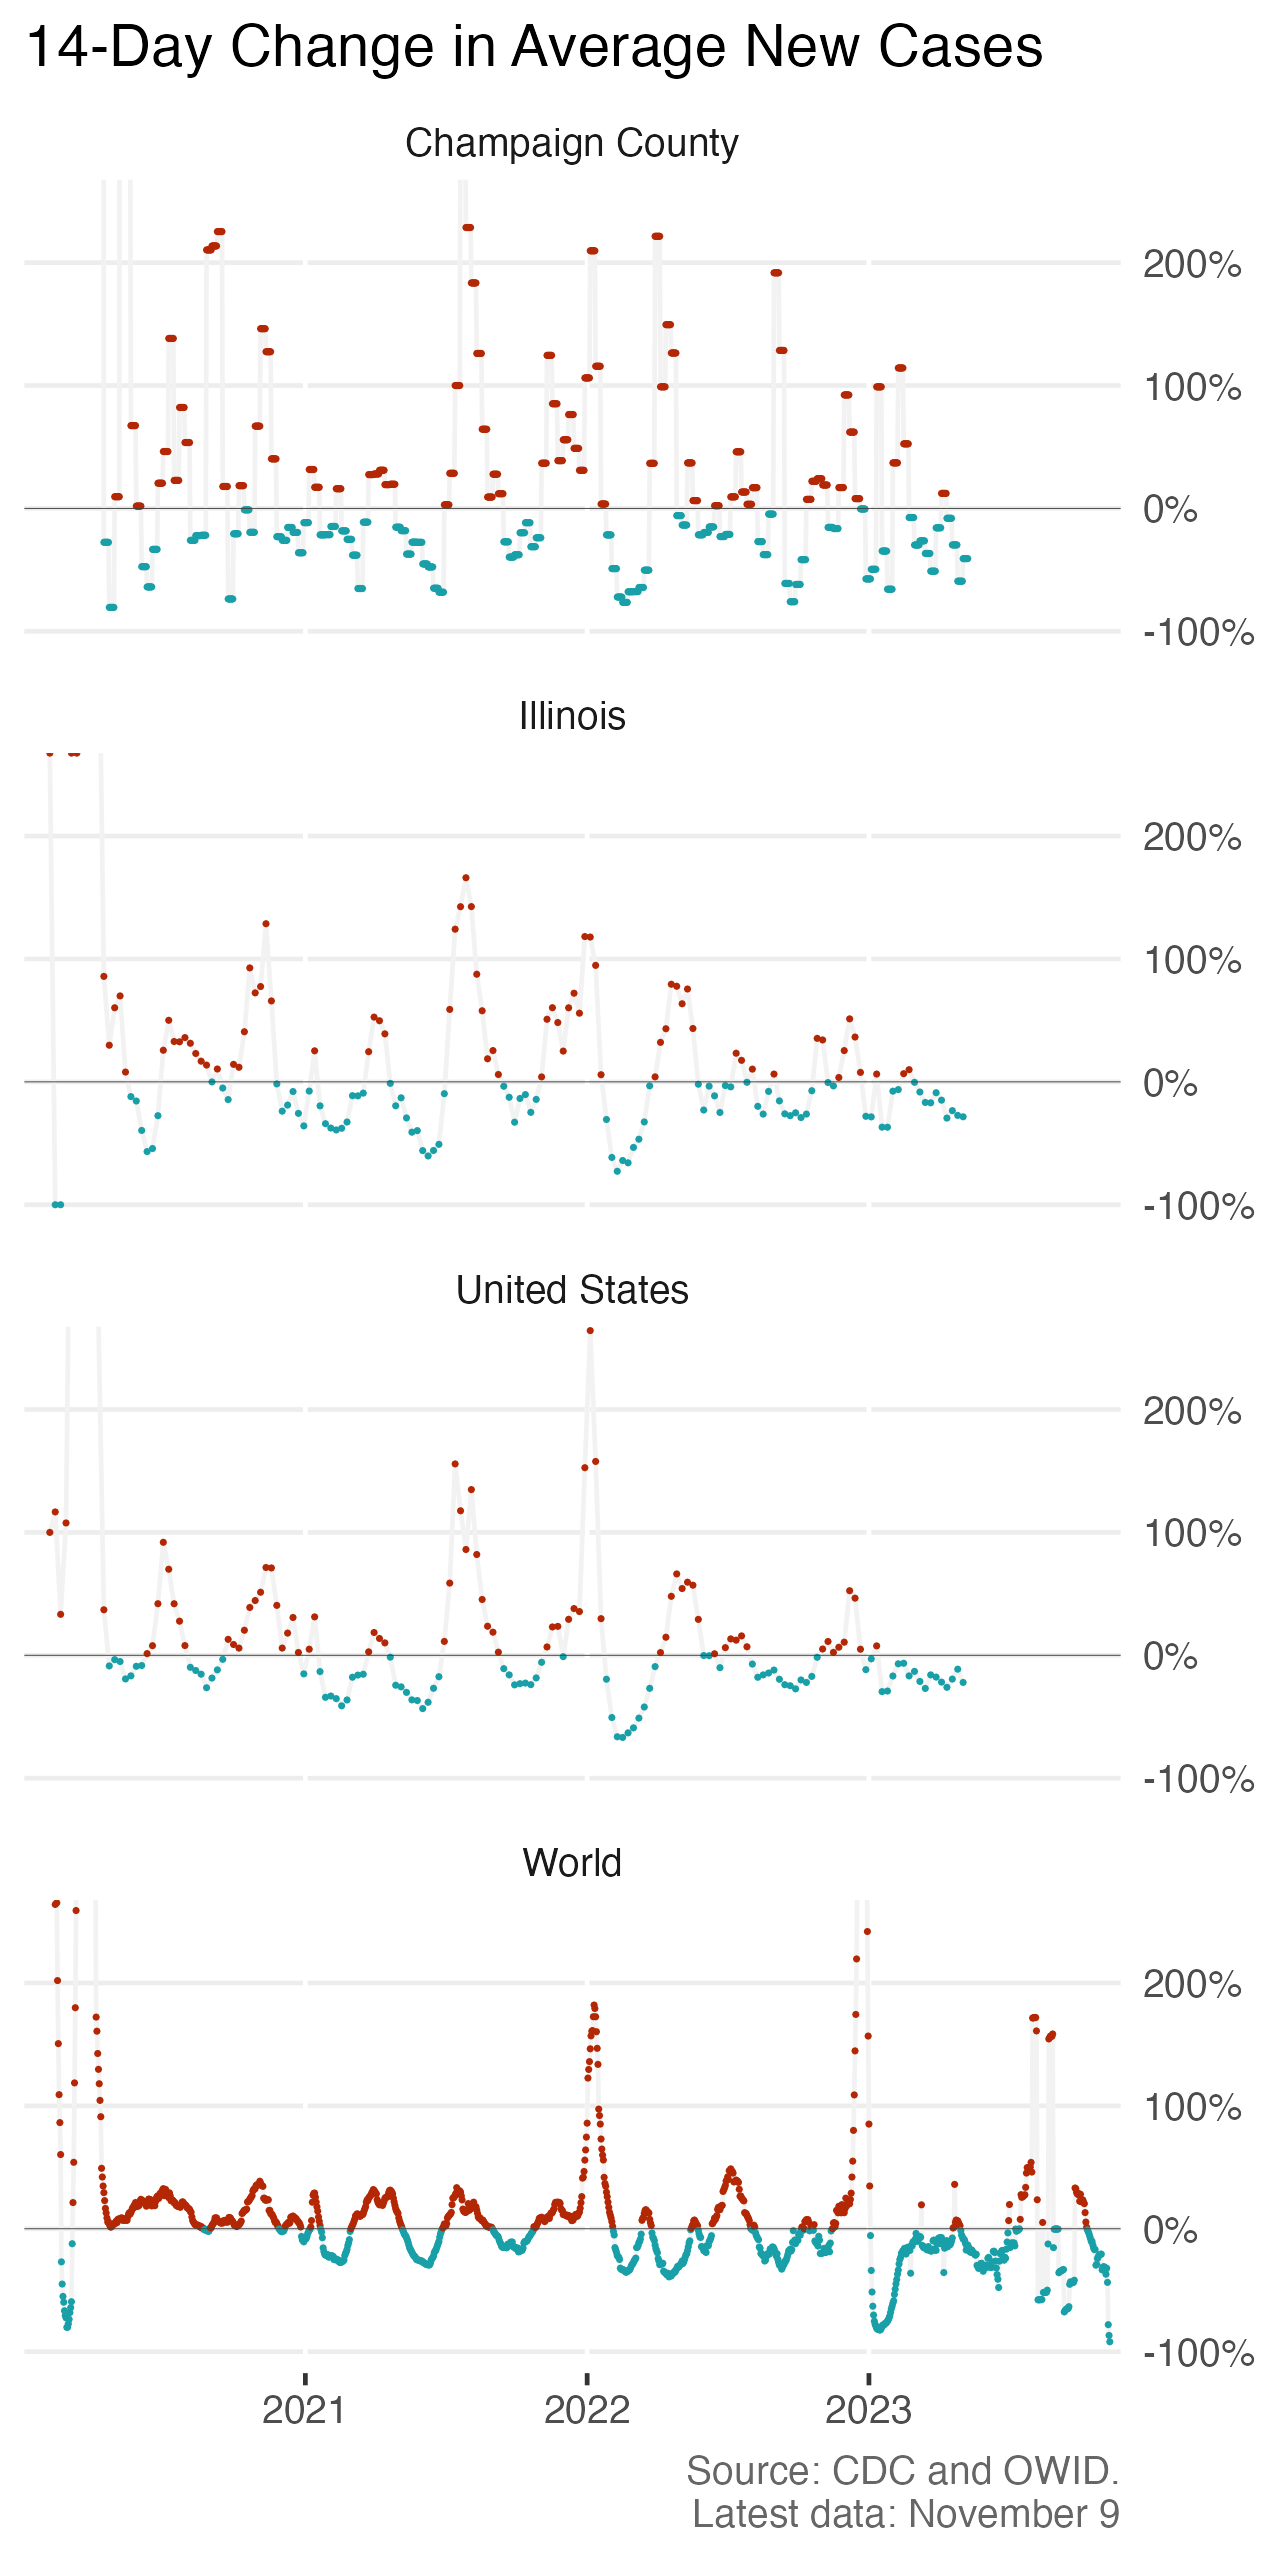 14-Day Change in Average New Cases
Champaign County
200%
100%
0%
-100%
Illinois
200%
100%
0%
-100%
United States
200%
100%
0%
-100%
World
200%
100%
0%
-100%
2021 2022 2023
Source: CDC and OWID.
Latest data: November 9